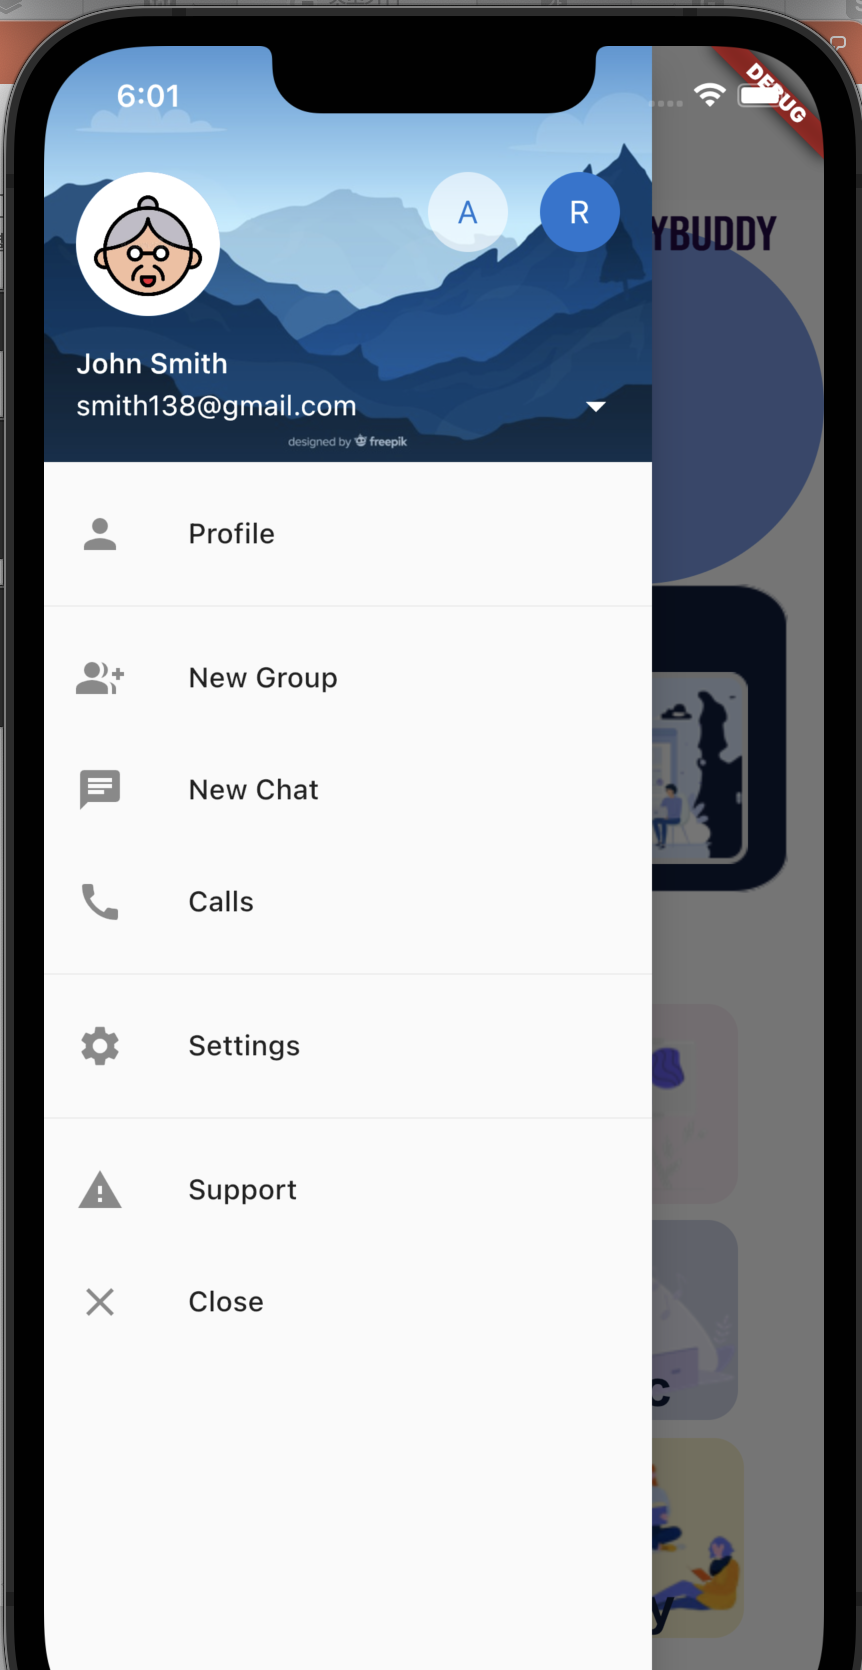 6:01
DEBUG
A
R
YBUDDY
John Smith
smith138@gmail.com
designed by freepik
Profile
New Group
New Chat
Calls
Settings
Support
Close
c
y